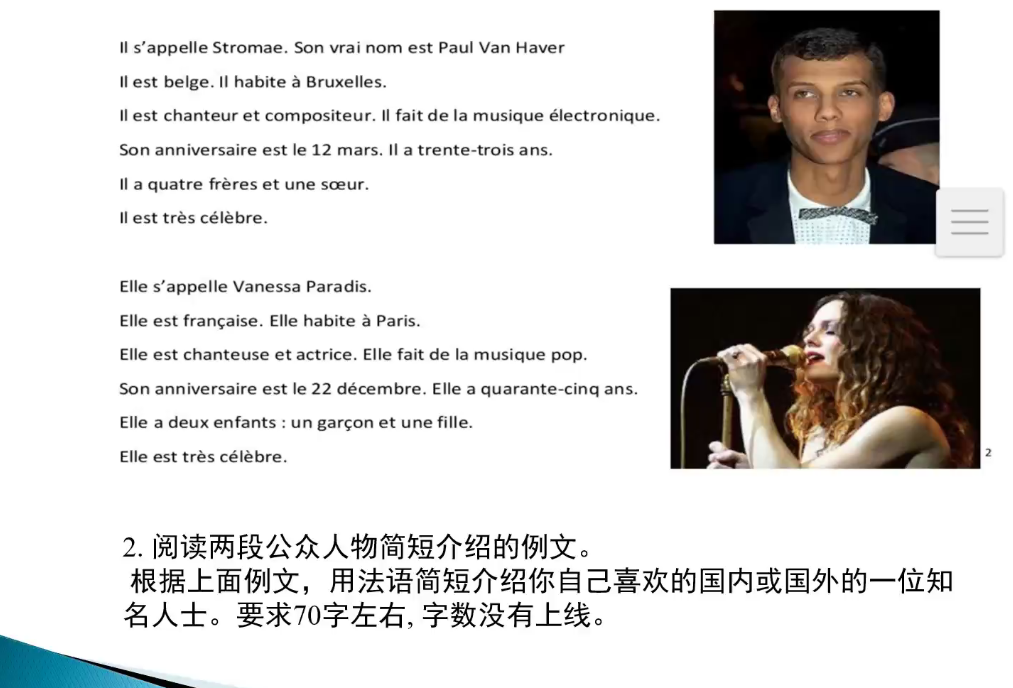 Il s’appelle Stromae. Son vrai nom est Paul Van Haver
Il est belge. Il habite à Bruxelles.
Il est chanteur et compositeur. Il fait de la musique électronique.
Son anniversaire est le 12 mars. Il a trente-trois ans.
Il a quatre frères et une sœur.
Il est très célèbre.
Elle s’appelle Vanessa Paradis.
Elle est française. Elle habite à Paris.
Elle est chanteuse et actrice. Elle fait de la musique pop.
Son anniversaire est le 22 décembre. Elle a quarante-cinq ans.
Elle a deux enfants : un garçon et une fille.
Elle est très célèbre.
2
2. 阅读两段公众人物简短介绍的例文。
根据上面例文，用法语简短介绍你自己喜欢的国内或国外的一位知
名人士。要求70字左右, 字数没有上线。